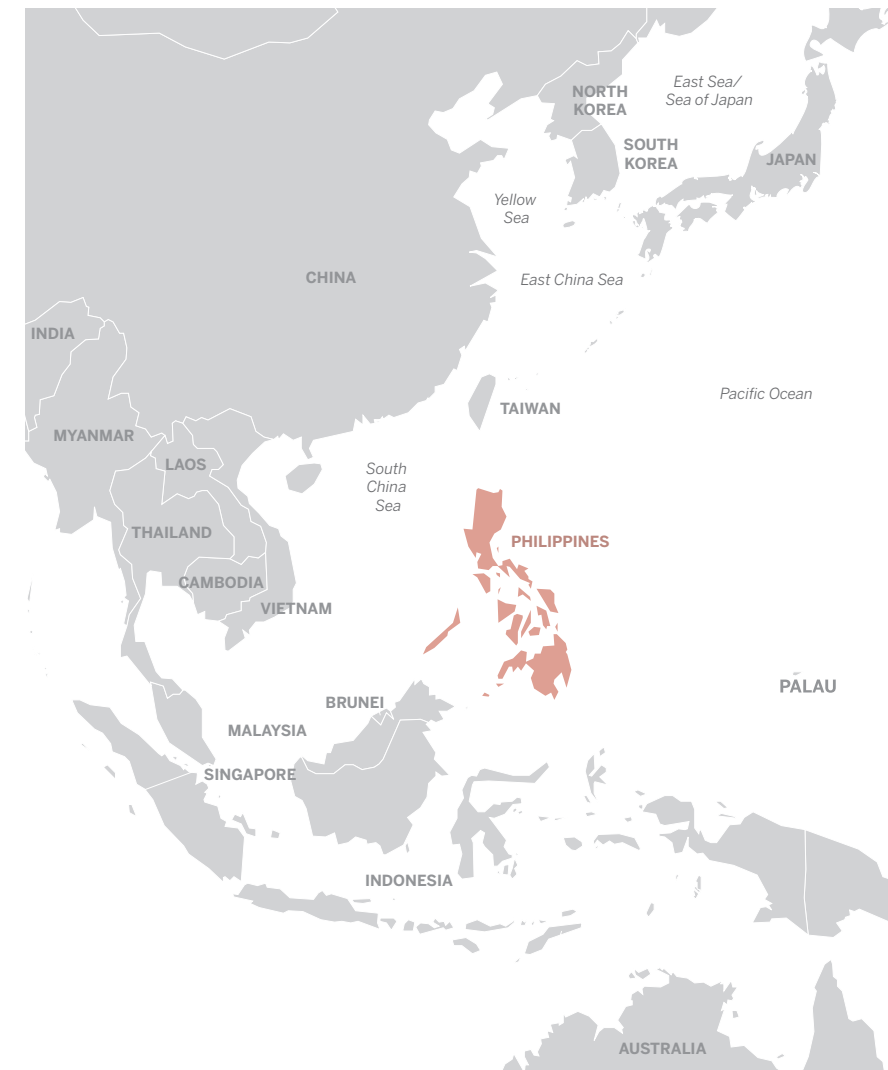 East Sea/
Sea of Japan
NORTH
KOREA
SOUTH
KOREA
JAPAN
Yellow
Sea
CHINA
East China Sea
INDIA
Pacific Ocean
TAIWAN
MYANMAR
LAOS
South
China
Sea
THAILAND
PHILIPPINES
CAMBODIA
VIETNAM
PALAU
BRUNEI
MALAYSIA
SINGAPORE
INDONESIA
AUSTRALIA